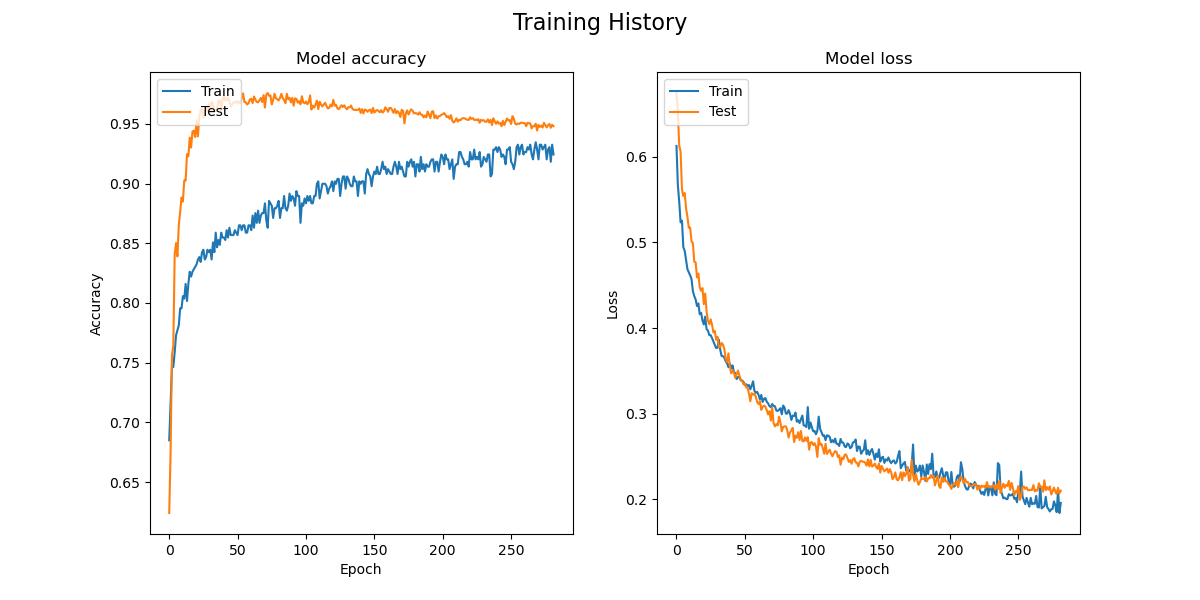 Training History
Model accuracy
Train
Test
0.95
0.90
0.85
0.80
0.75
0.70
0.65
Accuracy
0 50 100 150 200 250
Epoch
Model loss
Train
Test
0.6
0.5
0.4
0.3
0.2
Loss
0 50 100 150 200 250
Epoch